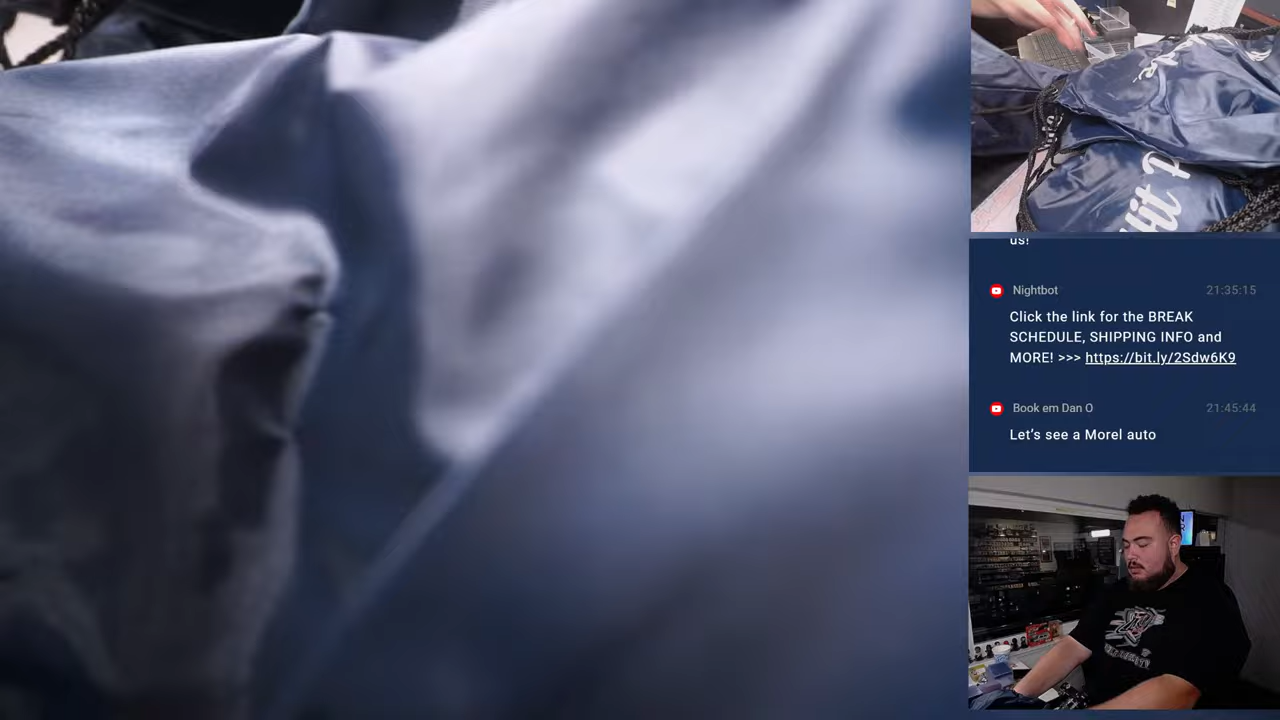 Hit P
us!
Nightbot 21:35:15
Click the link for the BREAK
SCHEDULE, SHIPPING INFO and
MORE! >>> https://bit.ly/2Sdw6K9
Book em Dan O 21:45:44
Let's see a Morel auto